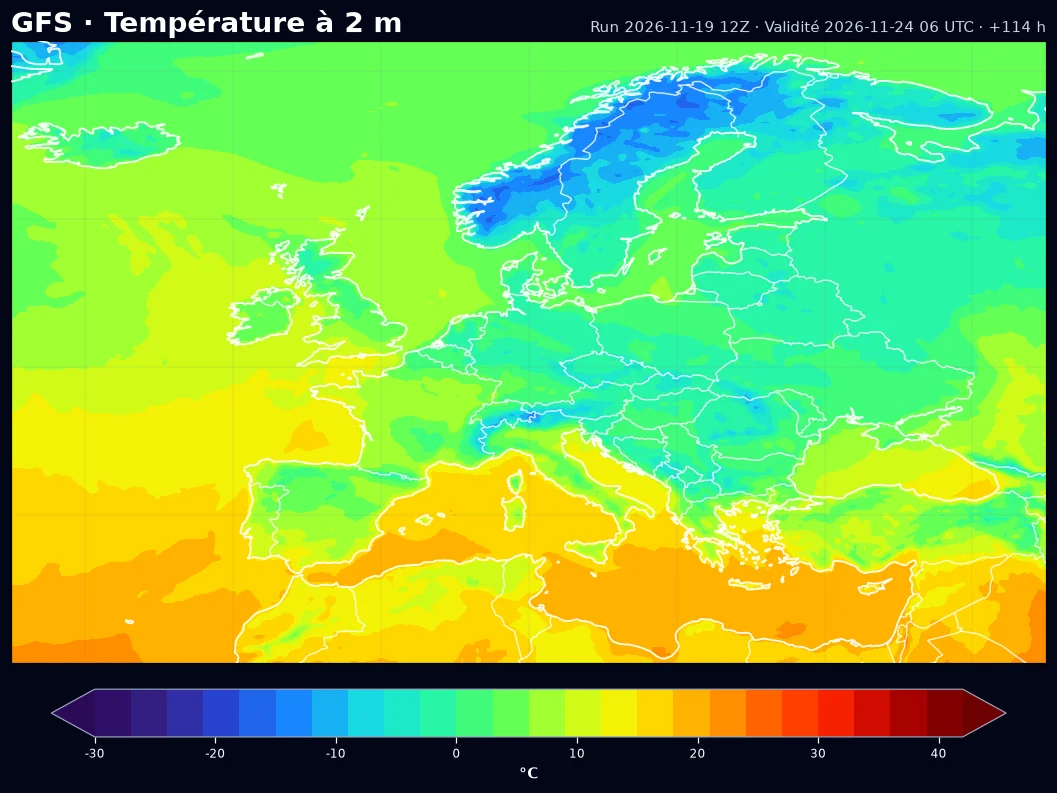 GFS · Température à 2 m
Run 2026-11-19 12Z · Validité 2026-11-24 06 UTC · +114 h
-30 -20 -10 0 10 20 30 40
°C